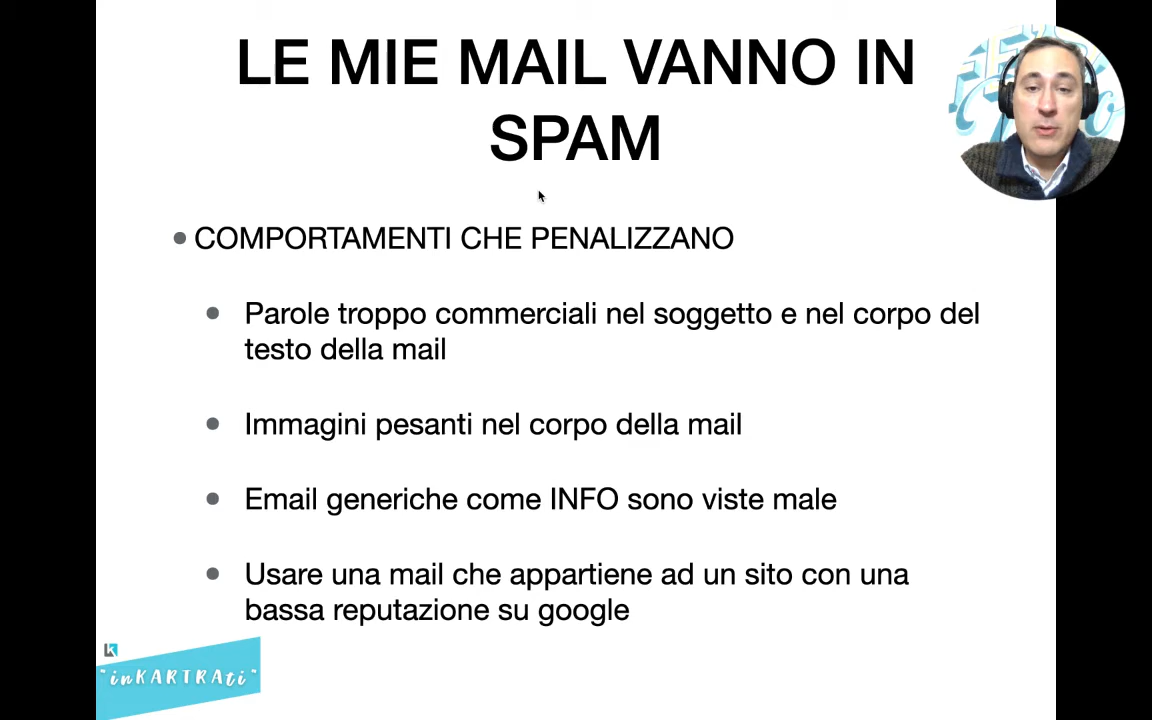 LE MIE MAIL VANNO IN
SPAM
COMPORTAMENTI CHE PENALIZZANO
Parole troppo commerciali nel soggetto e nel corpo del
testo della mail
Immagini pesanti nel corpo della mail
Email generiche come INFO sono viste male
Usare una mail che appartiene ad un sito con una
bassa reputazione su google
"inKARTRAti"